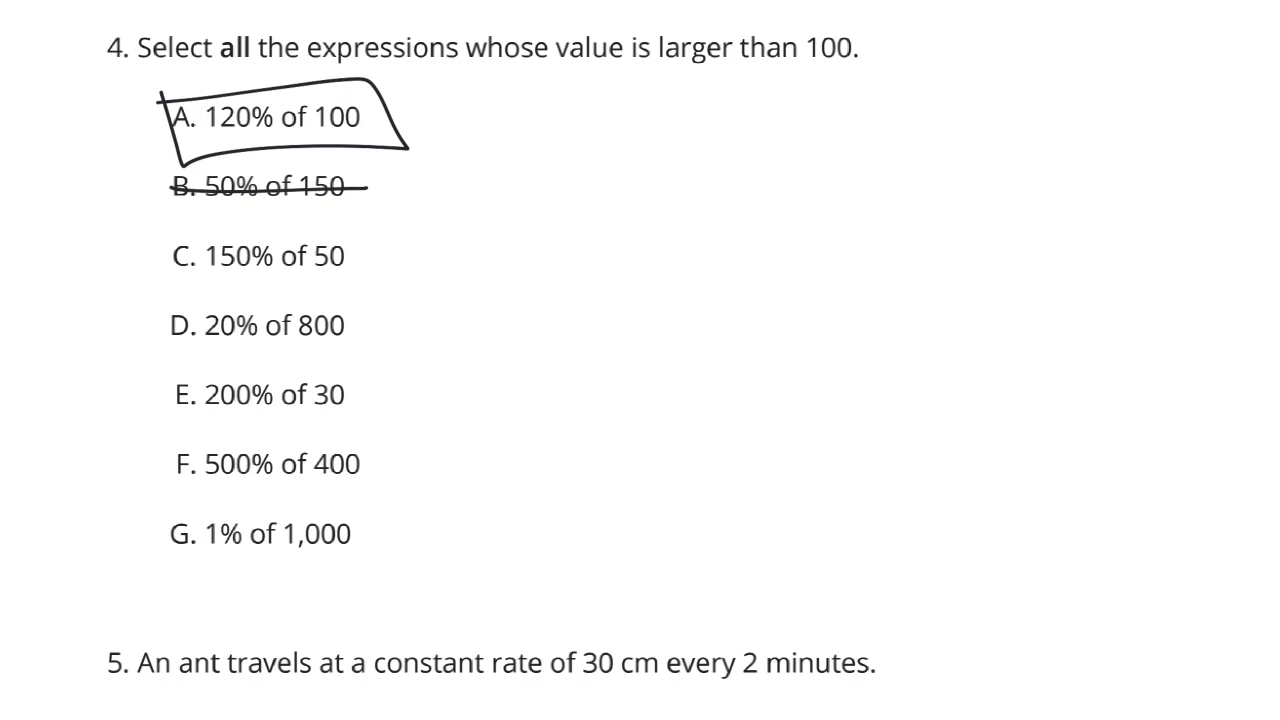 4. Select all the expressions whose value is larger than 100.
A. 120% of 100
B. 50% of 150
C. 150% of 50
D. 20% of 800
E. 200% of 30
F. 500% of 400
G. 1% of 1,000
5. An ant travels at a constant rate of 30 cm every 2 minutes.